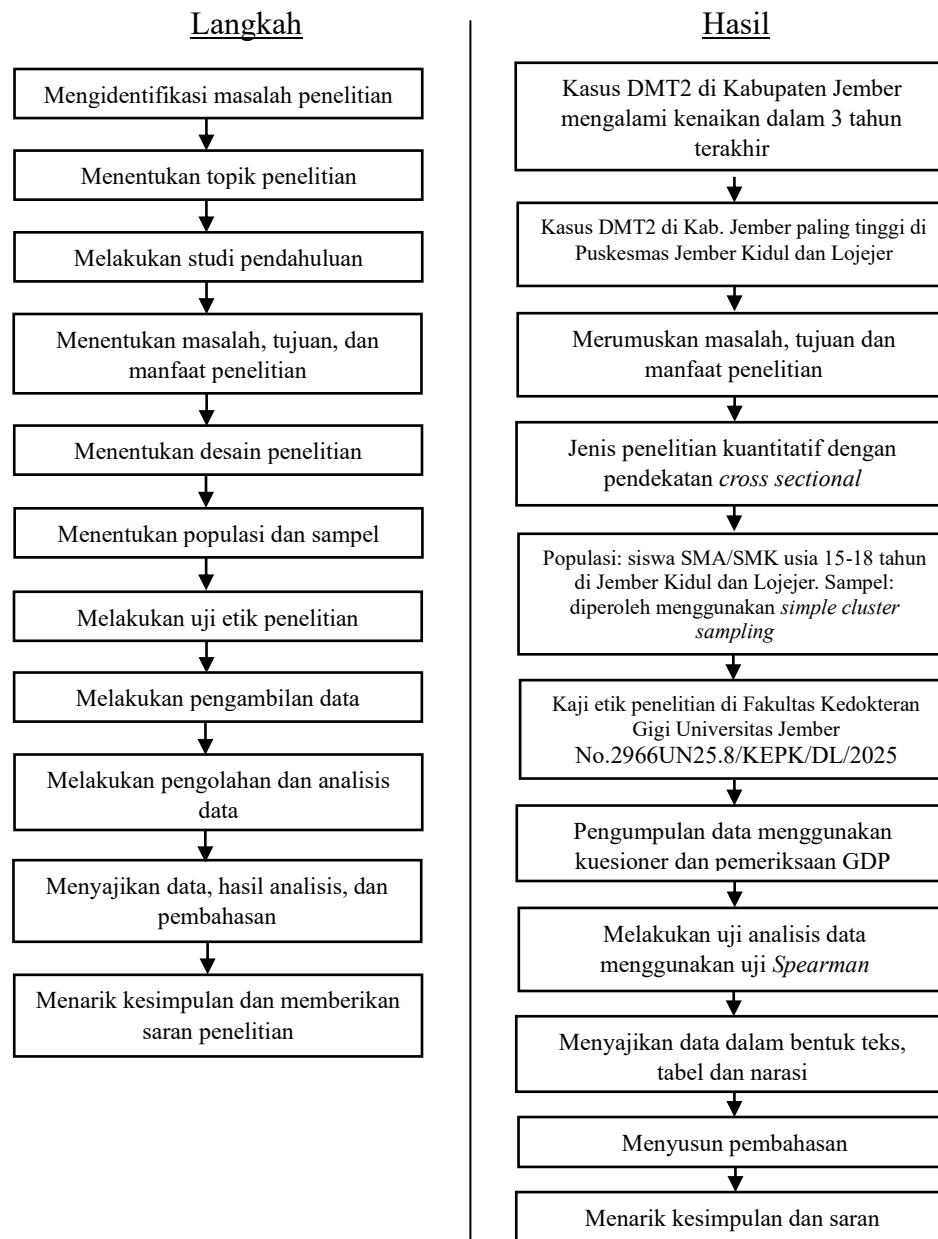 Langkah
Mengidentifikasi masalah penelitian
Menentukan topik penelitian
Melakukan studi pendahuluan
Menentukan masalah, tujuan, dan
manfaat penelitian
Menentukan desain penelitian
Menentukan populasi dan sampel
Melakukan uji etik penelitian
Melakukan pengambilan data
Melakukan pengolahan dan analisis
data
Menyajikan data, hasil analisis, dan
pembahasan
Menarik kesimpulan dan memberikan
saran penelitian
Hasil
Kasus DMT2 di Kabupaten Jember
mengalami kenaikan dalam 3 tahun
terakhir
Kasus DMT2 di Kab. Jember paling tinggi di
Puskesmas Jember Kidul dan Lojejer
Merumuskan masalah, tujuan dan
manfaat penelitian
Jenis penelitian kuantitatif dengan
pendekatan cross sectional
Populasi: siswa SMA/SMK usia 15-18 tahun
di Jember Kidul dan Lojejer. Sampel:
diperoleh menggunakan simple cluster
sampling
Kaji etik penelitian di Fakultas Kedokteran
Gigi Universitas Jember
No.2966UN25.8/KEPK/DL/2025
Pengumpulan data menggunakan
kuesioner dan pemeriksaan GDP
Melakukan uji analisis data
menggunakan uji Spearman
Menyajikan data dalam bentuk teks,
tabel dan narasi
Menyusun pembahasan
Menarik kesimpulan dan saran